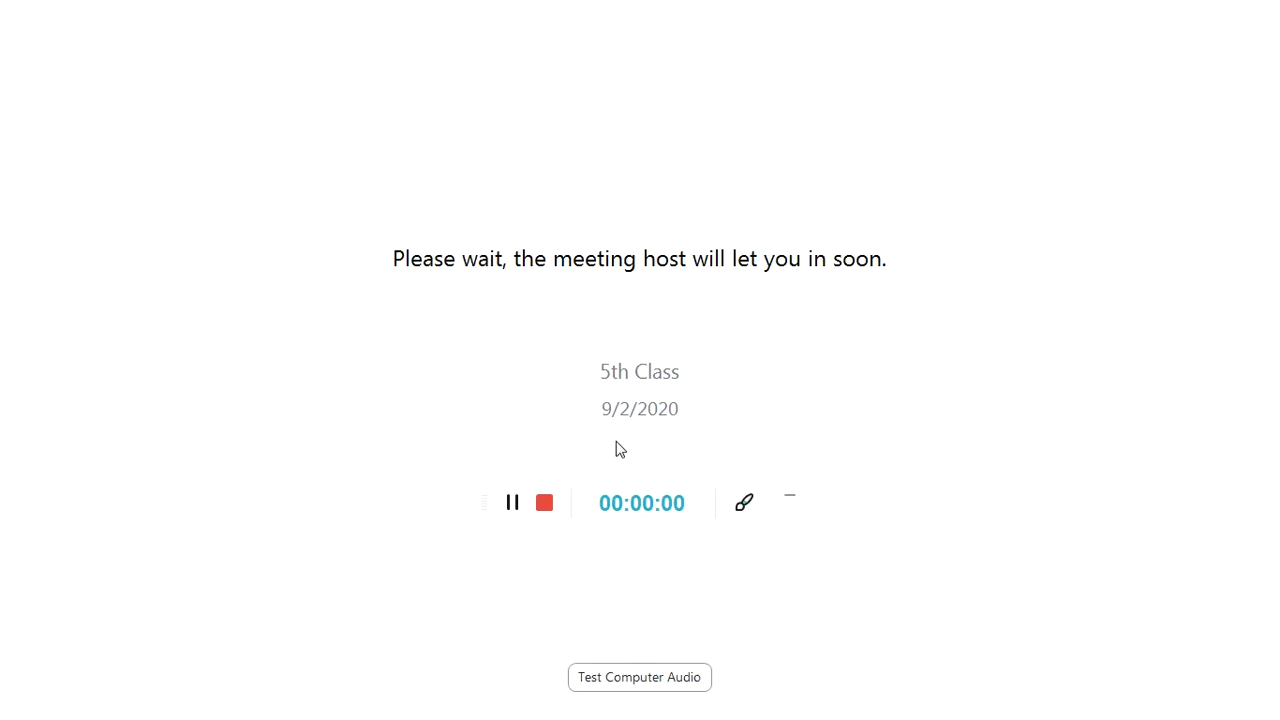 Please wait, the meeting host will let you in soon.
5th Class
9/2/2020
00:00:00
Test Computer Audio